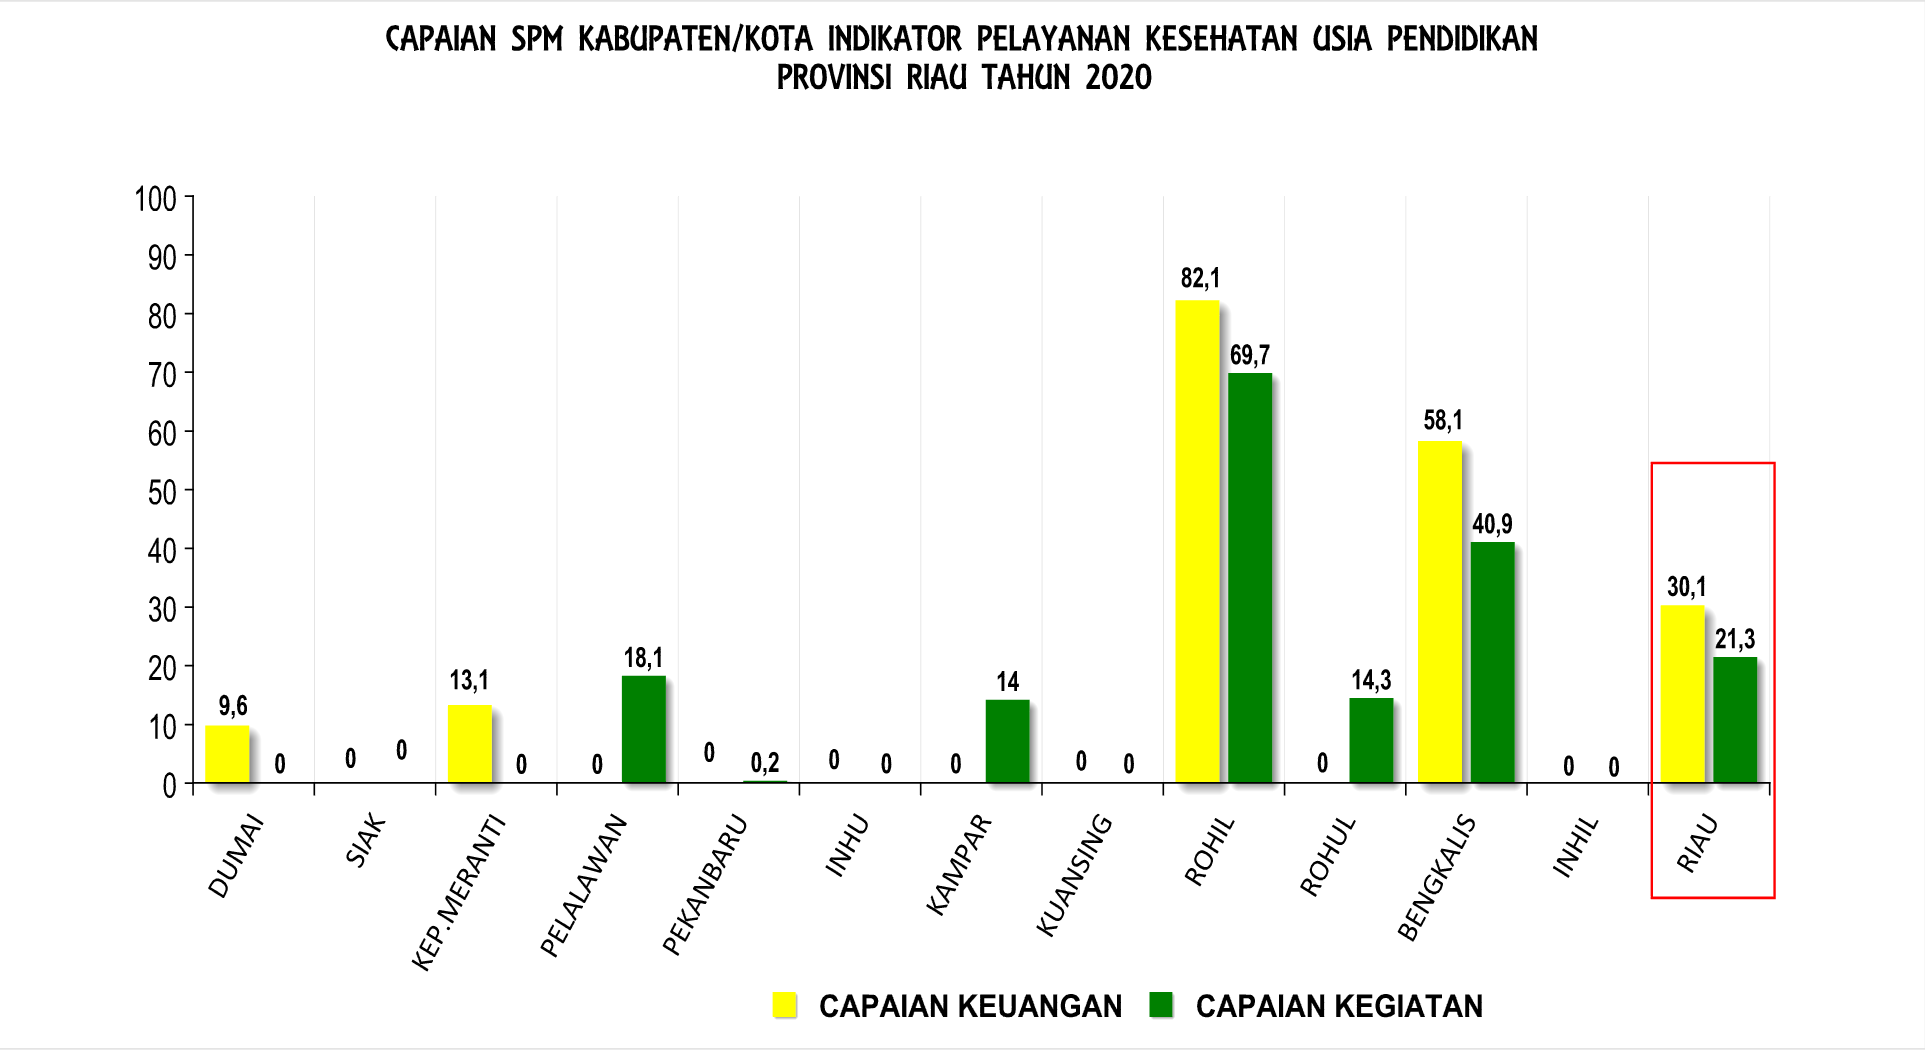 CAPAIAN SPM KABUPATEN/KOTA INDIKATOR PELAYANAN KESEHATAN USIA PENDIDIKAN
PROVINSI RIAU TAHUN 2020
100
90
80
70
60
50
40
30
20
10
0
9,6
0
0
0
13,1
0
0
18,1
0
0,2
0
0
0
14
0
0
82,1
69,7
0
14,3
58,1
40,9
0
0
30,1
21,3
DUMAI
SIAK
KEP.MERANTI
PELALAWAN
PEKANBARU
INHU
KAMPAR
KUANSING
ROHIL
ROHUL
BENGKALIS
INHIL
RIAU
CAPAIAN KEUANGAN
CAPAIAN KEGIATAN